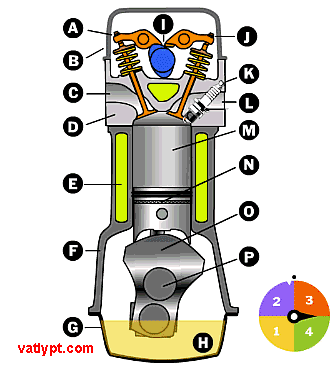 A I J
B K
C L
D M
E N
F O
P
G H
vatlypt.com
2 3
1 4